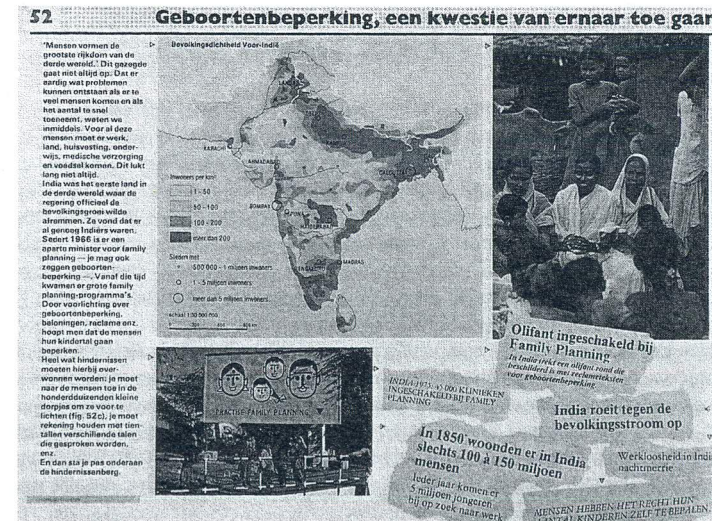 52
Geboortenbeperking, een kwestie van ernaar toe gaan
'Mensen vormen de
grootste rijkdom van de
derde wereld.' Dit gezegde
gaat niet altijd op. Dat er
aardig wat problemen
kunnen ontstaan als er te
veel mensen komen en als
het aantal te snel
toeneemt, weten we
inmiddels. Voor al deze
mensen moet er werk,
land, huisvesting, onder-
wijs, medische verzorging
en voedsel komen. Dit lukt
lang niet altijd.
India was het eerste land in
de derde wereld waar de
regering officieel de
bevolkingsgroei wilde
afremmen. Ze vond dat er
al genoeg Indiërs waren.
Sedert 1966 is er een
aparte minister voor family
planning — je mag ook
zeggen geboorten-
beperking —. Vanaf die tijd
kwamen er grote family
planning-programma's.
Door voorlichting over
geboortenbeperking,
beloningen, reclame enz.
hoopt men dat de mensen
hun kindertal gaan
beperken.
Heel wat hindernissen
moeten hierbij over-
wonnen worden: je moet
naar de mensen toe in de
honderdduizenden kleine
dorpjes om ze voor te
lichten (fig. 52c), je moet
rekening houden met tien-
tallen verschillende talen
die gesproken worden,
enz.
En dan sta je pas onderaan
de hindernissenberg.
Bevolkingsdichtheid Voor-Indië
KARACHI
AHMADABAD
CALCUTTA
BOMBAY
POONA
HAIDERABAD
MADRAS
Inwoners per km²
1 - 50
50 - 100
100 - 200
meer dan 200
Steden met
500 000 - 1 miljoen inwoners
1 - 5 miljoen inwoners
meer dan 5 miljoen inwoners
schaal 1:30 000 000
PRACTISE FAMILY PLANNING
Olifant ingeschakeld bij
Family Planning
In India trekt een olifant rond die
beschilderd is met reclameteksten
voor geboortenbeperking.
INDIA 1975: 45 000 KLINIEKEN
INGESCHAKELD BIJ FAMILY
PLANNING
India roeit tegen de
bevolkingsstroom op
In 1850 woonden er in India
slechts 100 à 150 miljoen
mensen
Werkloosheid in Indi
nachtmerrie
Ieder jaar komen er
5 miljoen jongeren
bij op zoek naar werk
MENSEN HEBBEN HET RECHT HUN
AANTAL KINDEREN ZELF TE BEPALEN.